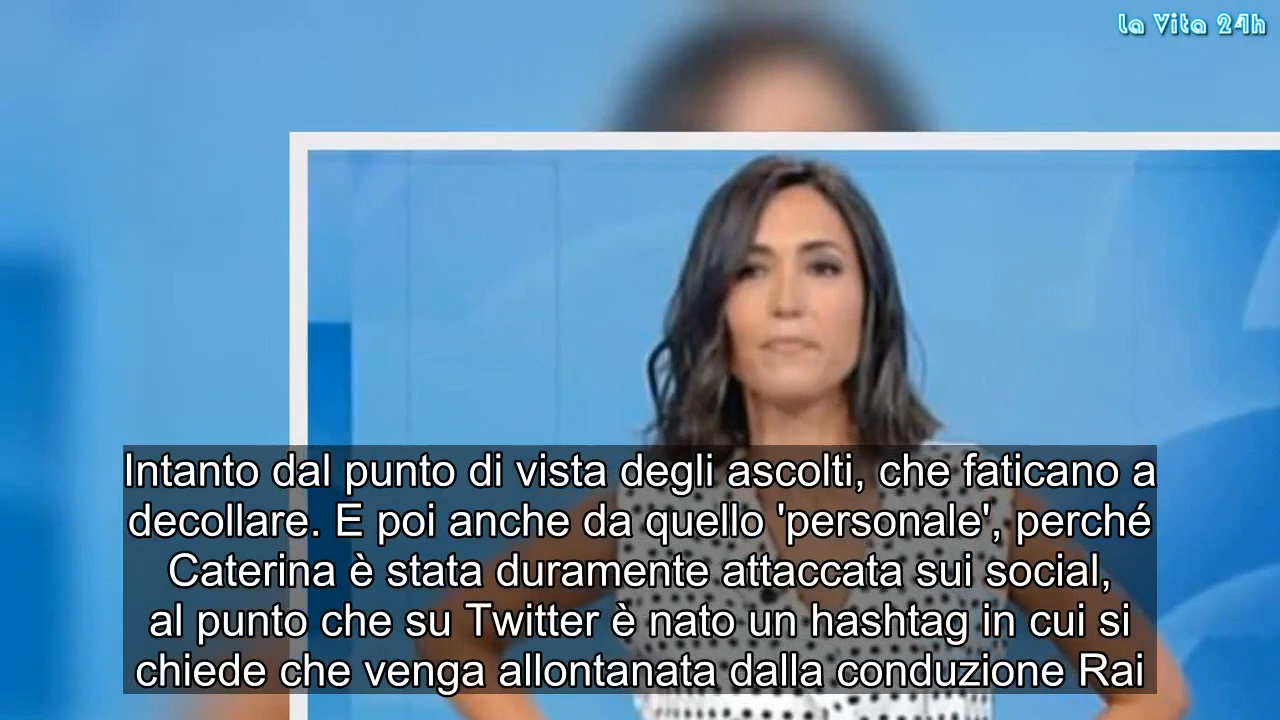 La Vita 24h
Intanto dal punto di vista degli ascolti, che faticano a
decollare. E poi anche da quello 'personale', perché
Caterina è stata duramente attaccata sui social,
al punto che su Twitter è nato un hashtag in cui si
chiede che venga allontanata dalla conduzione Rai